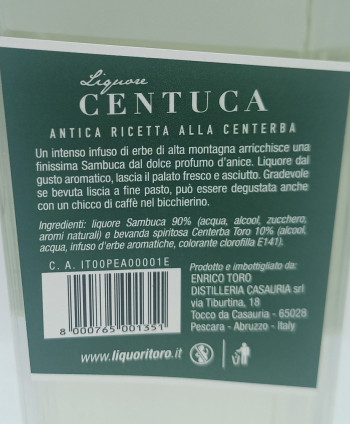 Liquore
CENTUCA
ANTICA RICETTA ALLA CENTERBA
Un intenso infuso di erbe di alta montagna arricchisce una
finissima Sambuca dal dolce profumo d'anice. Liquore dal
gusto aromatico, lascia il palato fresco e asciutto. Gradevole
se bevuta liscia a fine pasto, può essere degustata anche
con un chicco di caffè nel bicchierino.
Ingredienti: liquore Sambuca 90% (acqua, alcool, zucchero,
aromi naturali) e bevanda spiritosa Centerba Toro 10% (alcool,
acqua, infuso d'erbe aromatiche, colorante clorofilla E141).
C. A. IT00PEA00001E
8 000765 001351
Prodotto e imbottigliato da:
ENRICO TORO
DISTILLERIA CASAURIA srl
via Tiburtina, 18
Tocco da Casauria - 65028
Pescara - Abruzzo - Italy
www.liquoritoro.it